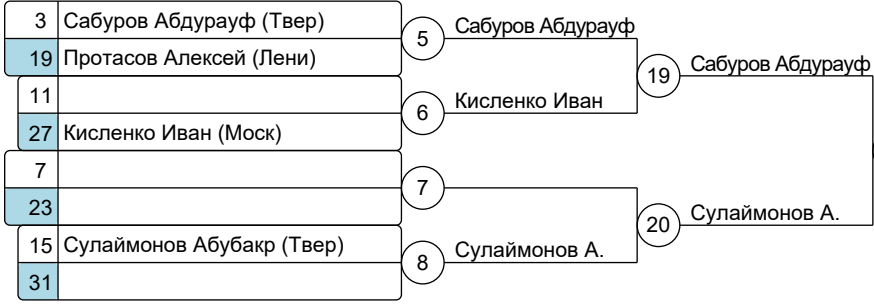 3 Сабуров Абдурауф (Твер)
19 Протасов Алексей (Лени)
11
27 Кисленко Иван (Моск)
7
23
15 Сулаймонов Абубакр (Твер)
31
5 Сабуров Абдурауф
6 Кисленко Иван
7
8 Сулаймонов А.
19 Сабуров Абдурауф
20 Сулаймонов А.